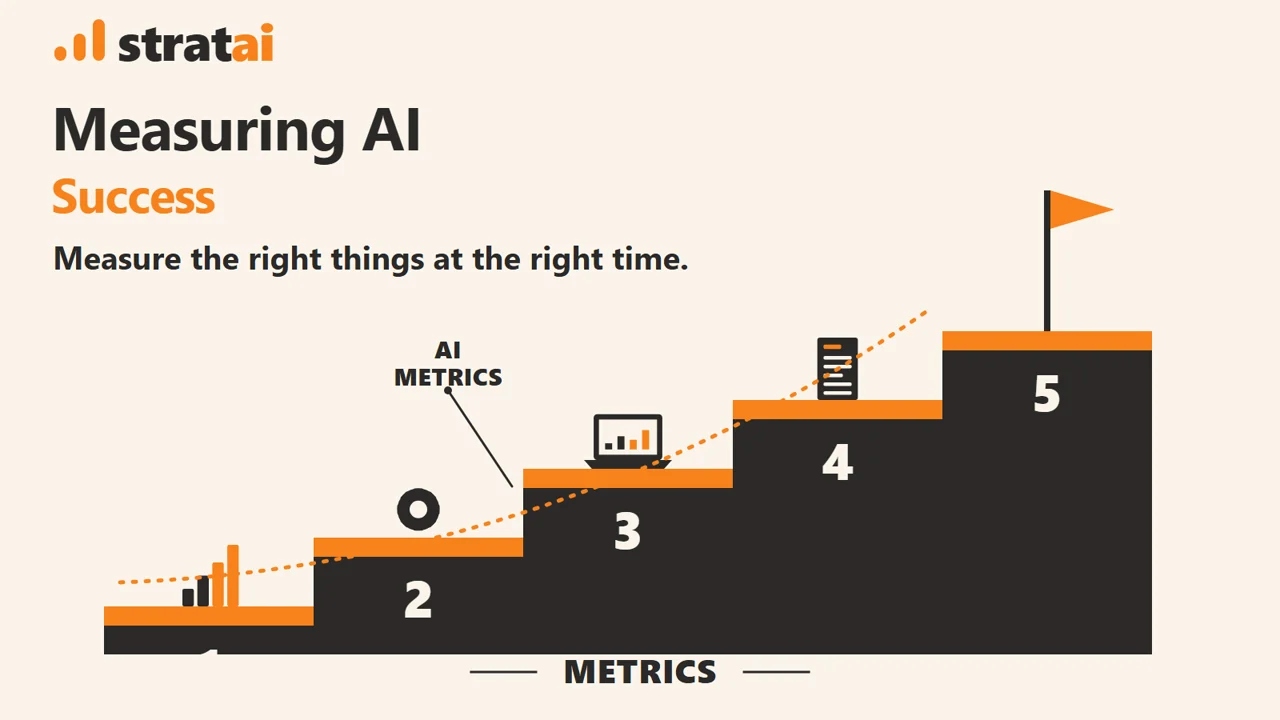 stratai
Measuring AI
Success
Measure the right things at the right time.
AI
METRICS
5
4
3
2
METRICS